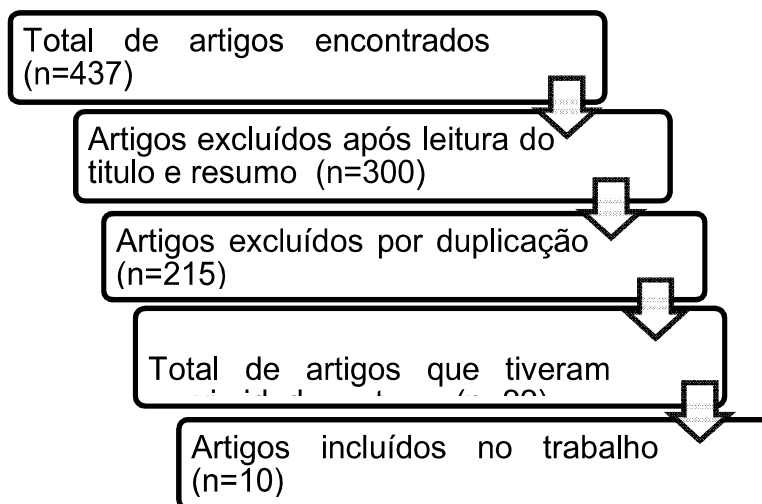 Total de artigos encontrados
(n=437)
Artigos excluídos após leitura do
titulo e resumo (n=300)
Artigos excluídos por duplicação
(n=215)
Total de artigos que tiveram
Artigos incluídos no trabalho
(n=10)